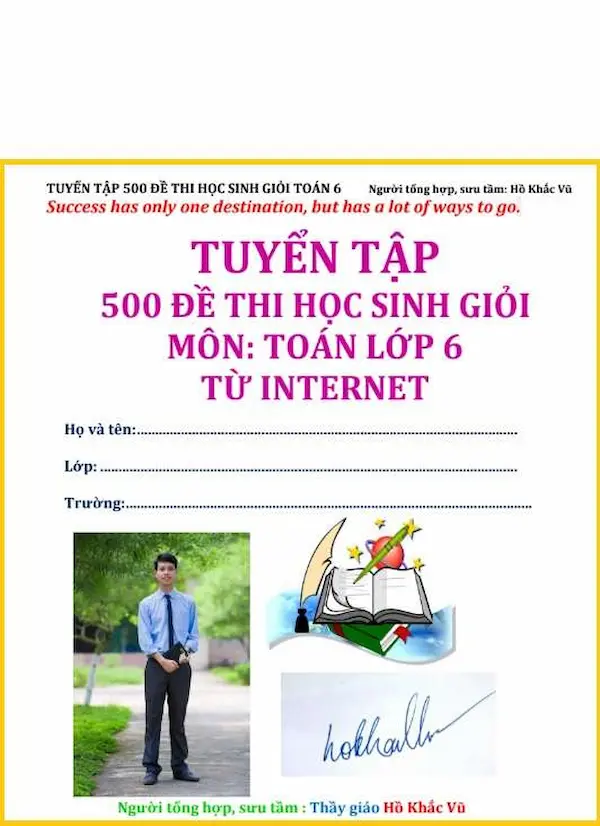 TUYỂN TẬP 500 ĐỀ THI HỌC SINH GIỎI TOÁN 6 Người tổng hợp, sưu tầm: Hồ Khắc Vũ
Success has only one destination, but has a lot of ways to go.
TUYỂN TẬP
500 ĐỀ THI HỌC SINH GIỎI
MÔN: TOÁN LỚP 6
TỪ INTERNET
Họ và tên:..........................................................................................
Lớp: ..................................................................................................
Trường:................................................................................................
Người tổng hợp, sưu tầm : Thầy giáo Hồ Khắc Vũ